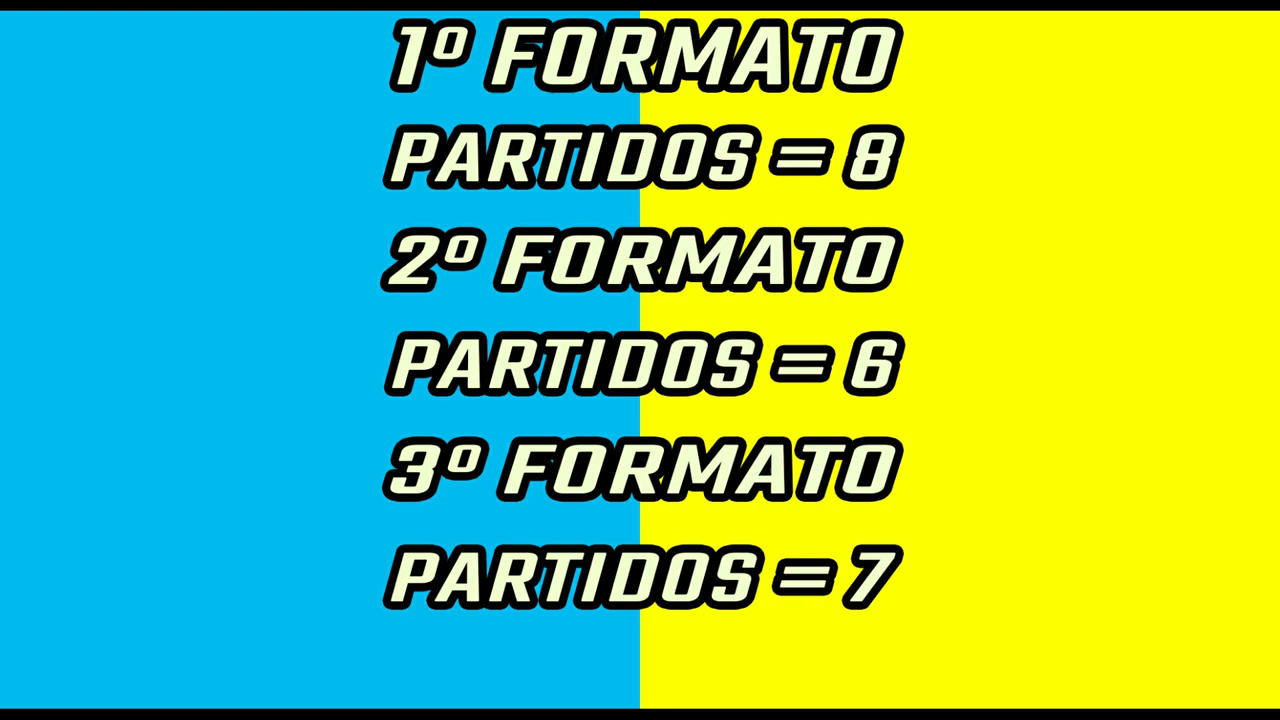 1º FORMATO
PARTIDOS = 8
2º FORMATO
PARTIDOS = 6
3º FORMATO
PARTIDOS = 7